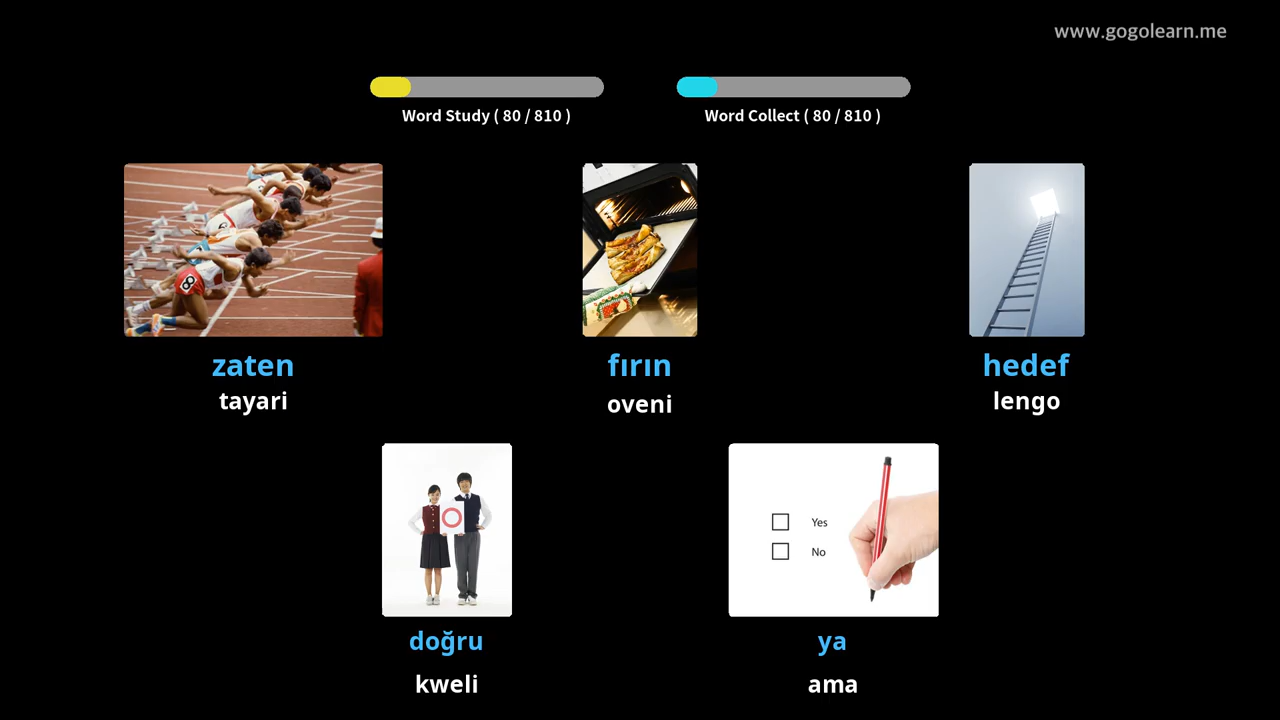 www.gogolearn.me
Word Study ( 80 / 810 )
Word Collect ( 80 / 810 )
8
zaten
tayari
fırın
oveni
hedef
lengo
Yes
No
doğru
kweli
ya
ama